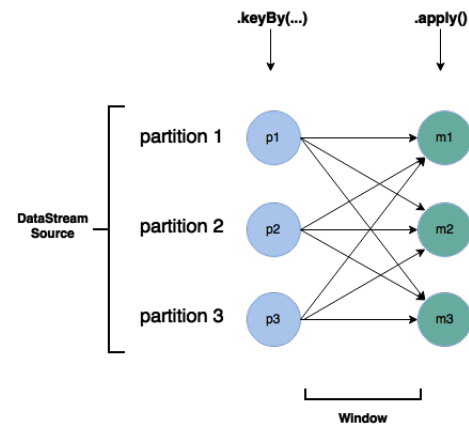 .keyBy(...)
.apply()
partition 1
p1
m1
DataStream
Source
partition 2
p2
m2
partition 3
p3
m3
Window